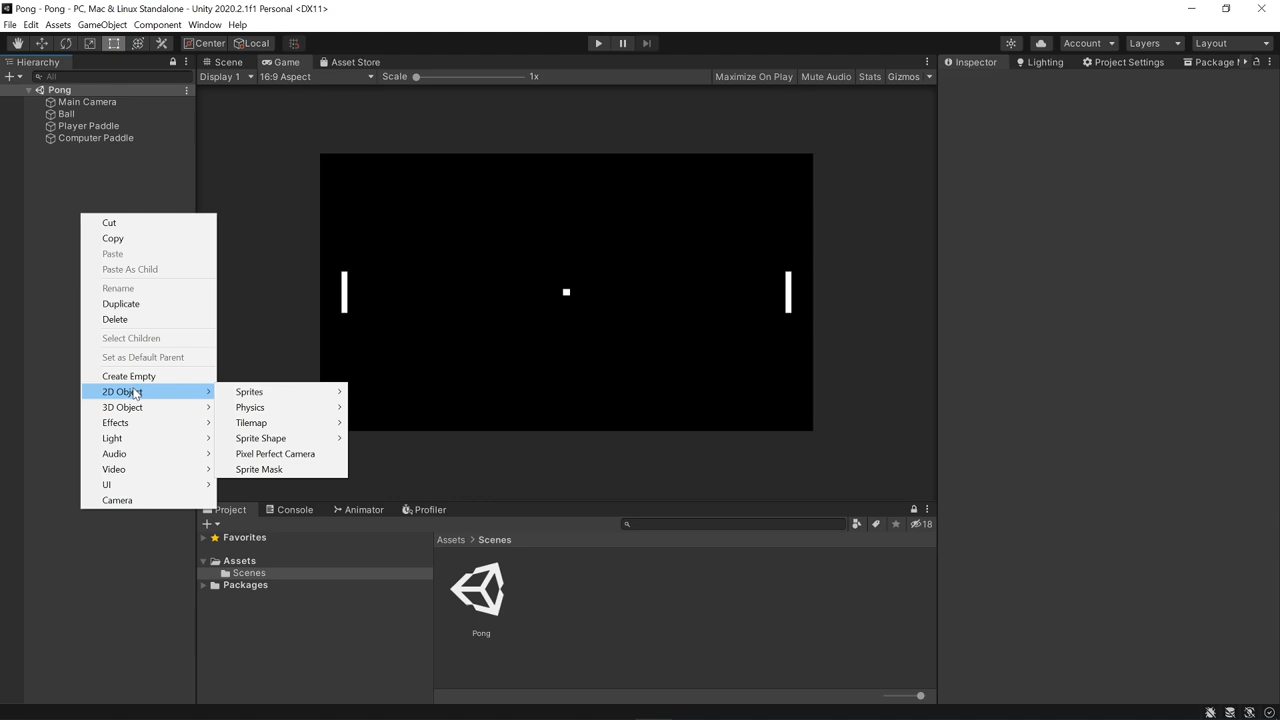 Pong - Pong - PC, Mac & Linux Standalone - Unity 2020.2.1f1 Personal <DX11>
File Edit Assets GameObject Component Window Help
Center Local Account Layers Layout
Hierarchy Scene Game Asset Store Inspector Lighting Project Settings Package M
All Display 1 16:9 Aspect Scale 1x Maximize On Play Mute Audio Stats Gizmos
Pong
Main Camera
Ball
Player Paddle
Computer Paddle
Cut
Copy
Paste
Paste As Child
Rename
Duplicate
Delete
Select Children
Set as Default Parent
Create Empty
2D Object
3D Object
Effects
Light
Audio
Video
UI
Camera
Sprites
Physics
Tilemap
Sprite Shape
Pixel Perfect Camera
Sprite Mask
Project Console Animator Profiler
18
Favorites
Assets
Scenes
Packages
Assets > Scenes
Pong